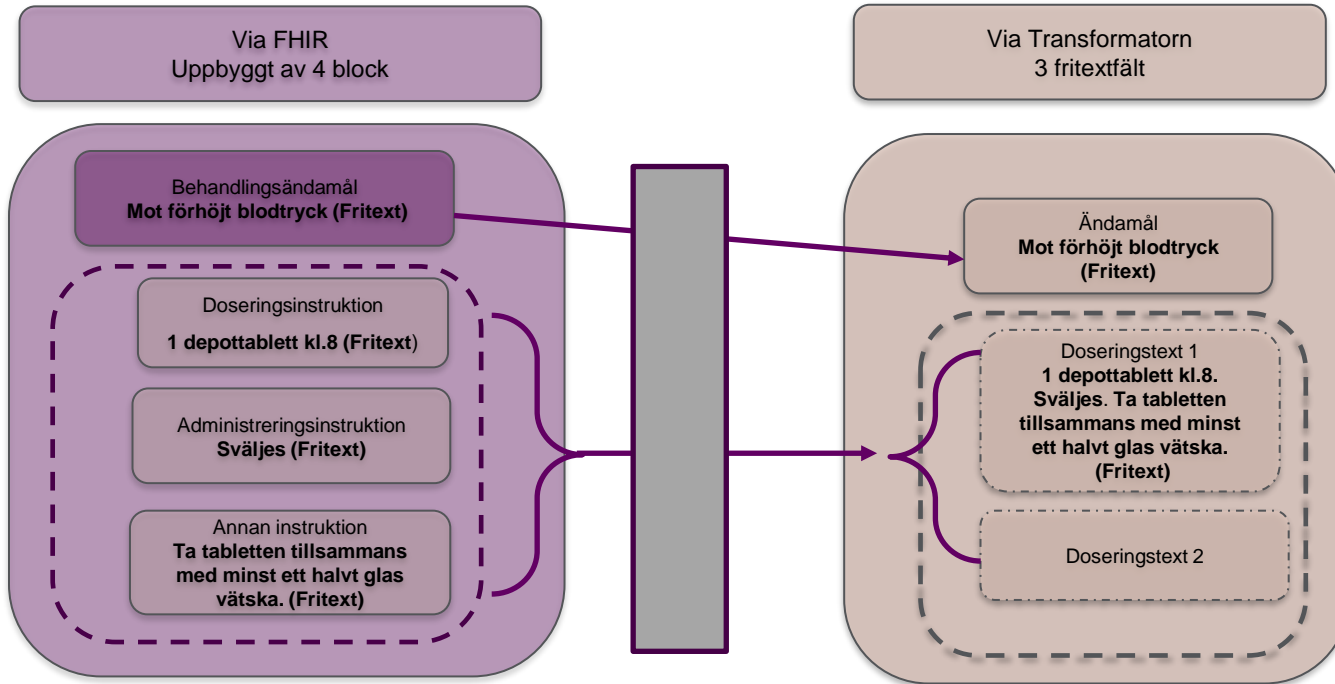 Via FHIR
Uppbyggt av 4 block
Behandlingsändamål
Mot förhöjt blodtryck (Fritext)
Doseringsinstruktion
1 depottablett kl.8 (Fritext)
Administreringsinstruktion
Sväljes (Fritext)
Annan instruktion
Ta tabletten tillsammans
med minst ett halvt glas
vätska. (Fritext)
Via Transformatorn
3 fritextfält
Ändamål
Mot förhöjt blodtryck
(Fritext)
Doseringstext 1
1 depottablett kl.8.
Sväljes. Ta tabletten
tillsammans med minst
ett halvt glas vätska.
(Fritext)
Doseringstext 2